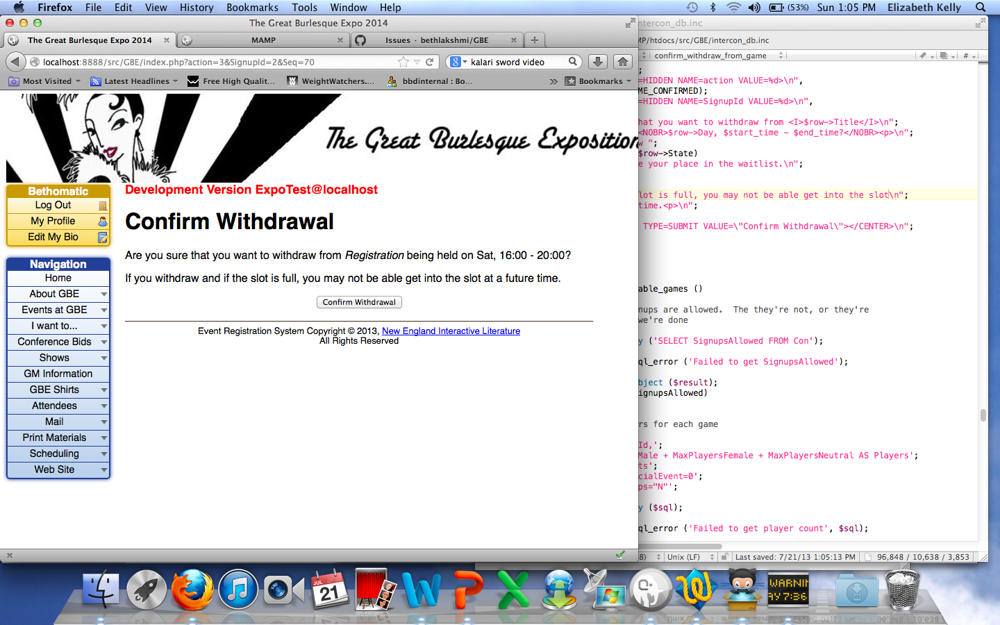 Firefox File Edit View History Bookmarks Tools Window Help (53%) Sun 1:05 PM Elizabeth Kelly
The Great Burlesque Expo 2014
The Great Burlesque Expo 2014 MAMP Issues · bethlakshmi/GBE
localhost:8888/src/GBE/index.php?action=3&SignupId=2&Seq=70 kalari sword video
Most Visited Latest Headlines Free High Qualit... WeightWatchers.... bbdinternal : Bo... » Bookmarks
The Great Burlesque Exposition
Bethomatic
Log Out
My Profile
Edit My Bio
Navigation
Home
About GBE
Events at GBE
I want to...
Conference Bids
Shows
GM Information
GBE Shirts
Attendees
Mail
Print Materials
Scheduling
Web Site
Development Version ExpoTest@localhost
Confirm Withdrawal
Are you sure that you want to withdraw from Registration being held on Sat, 16:00 - 20:00?
If you withdraw and if the slot is full, you may not be able get into the slot at a future time.
Confirm Withdrawal
Event Registration System Copyright © 2013, New England Interactive Literature
All Rights Reserved
intercon_db.inc
MP/htdocs/src/GBE/intercon_db.inc
confirm_withdraw_from_game #
;
=HIDDEN NAME=action VALUE=%d>\n",
ME_CONFIRMED);
=HIDDEN NAME=SignupId VALUE=%d>\n",
hat you want to withdraw from <I>$row->Title</I>\n";
<NOBR>$row->Day, $start_time - $end_time?</NOBR><p>\n";
w ";
$row->State)
e your place in the waitlist.\n";
lot is full, you may not be able get into the slot\n";
time.<p>\n";
TYPE=SUBMIT VALUE=\"Confirm Withdrawal\"></CENTER>\n";
able_games ()
nups are allowed.  The they're not, or they're
we're done
y ('SELECT SignupsAllowed FROM Con');
ql_error ('Failed to get SignupsAllowed');
bject ($result);
ignupsAllowed)
rs for each game
Id,';
Male + MaxPlayersFemale + MaxPlayersNeutral AS Players';
ts';
cialEvent=0';
ps="N"';
y ($sql);
ql_error ('Failed to get player count', $sql);
8) Unix (LF) Last saved: 7/21/13 1:05:13 PM 96,848 / 10,638 / 3,853
JUL
21
WARNIN
AY 7:36